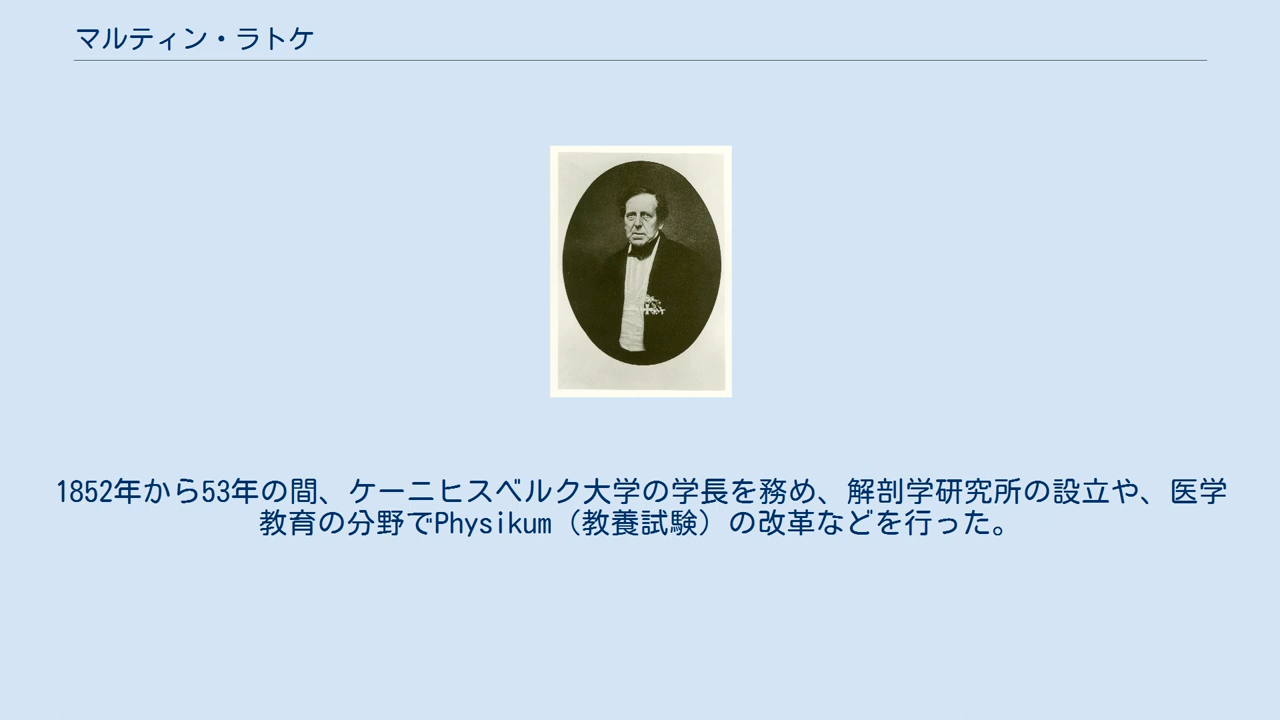 マルティン・ラトケ
1852年から53年の間、ケーニヒスベルク大学の学長を務め、解剖学研究所の設立や、医学
教育の分野でPhysikum（教養試験）の改革などを行った。